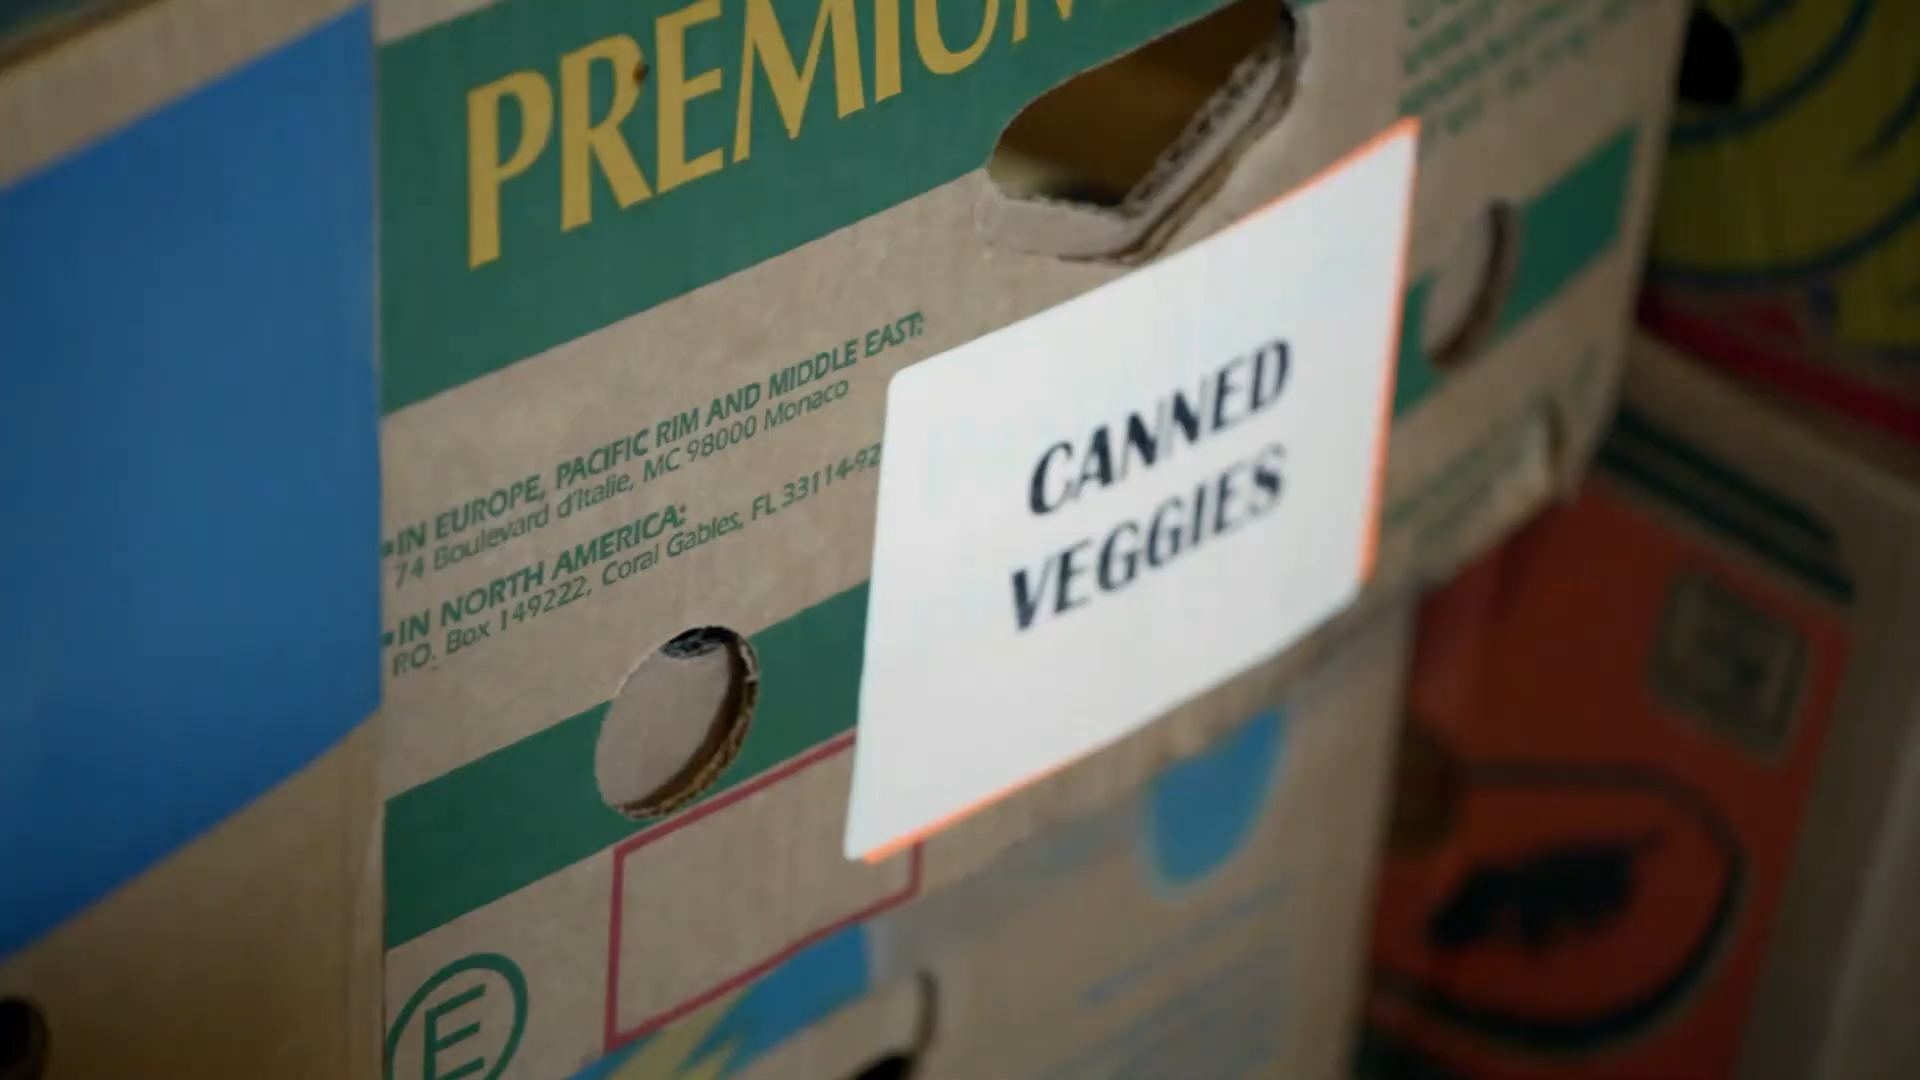 PREMIUM
IN EUROPE, PACIFIC RIM AND MIDDLE EAST:
74 Boulevard d'Italie, MC 98000 Monaco
IN NORTH AMERICA:
P.O. Box 149222, Coral Gables, FL 33114-92
CANNED
VEGGIES
E